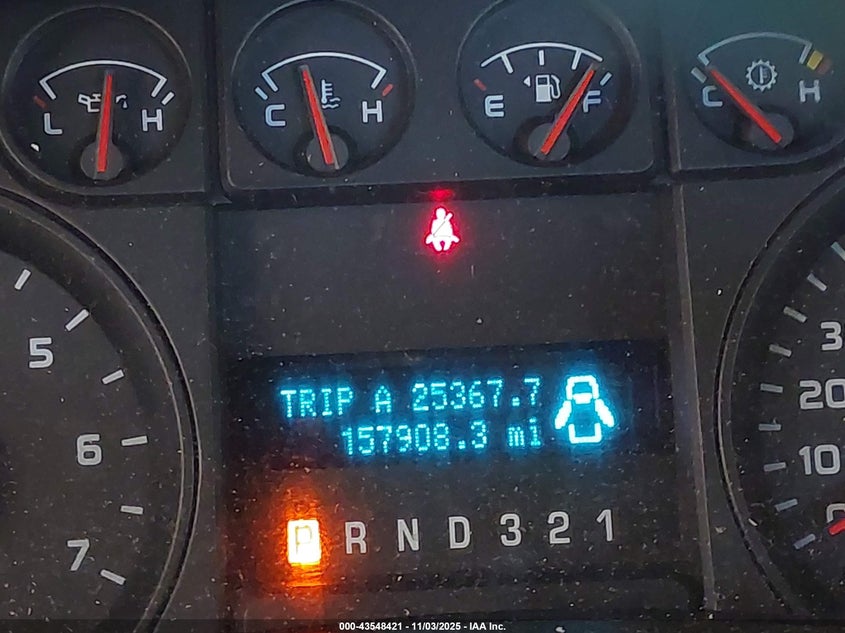 L H
C H
E F
C H
5
6
7
TRIP A 25367.7
157908.3 mi
P R N D 3 2 1
20
10
000-43548421 - 11/03/2025 - IAA Inc.